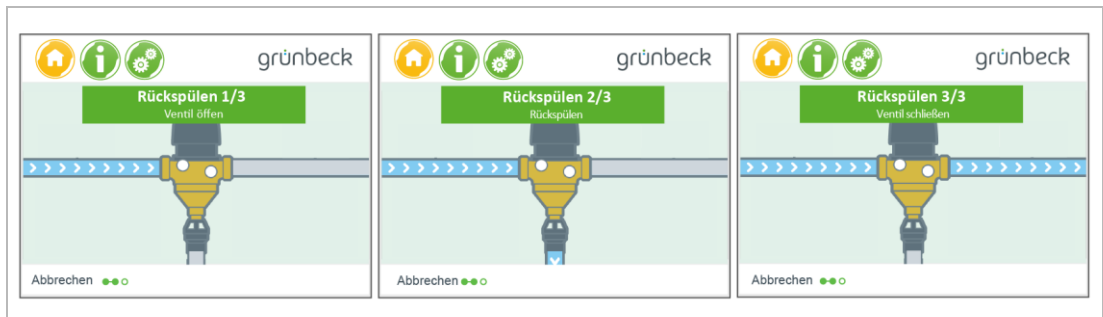 grünbeck
Rückspülen 1/3
Ventil öffen
Abbrechen
grünbeck
Rückspülen 2/3
Rückspülen
Abbrechen
grünbeck
Rückspülen 3/3
Ventil schließen
Abbrechen